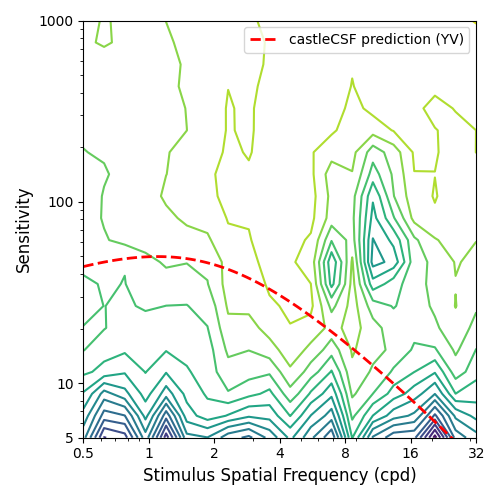 1000
castleCSF prediction (YV)
100
Sensitivity
10
5
0.5 1 2 4 8 16 32
Stimulus Spatial Frequency (cpd)